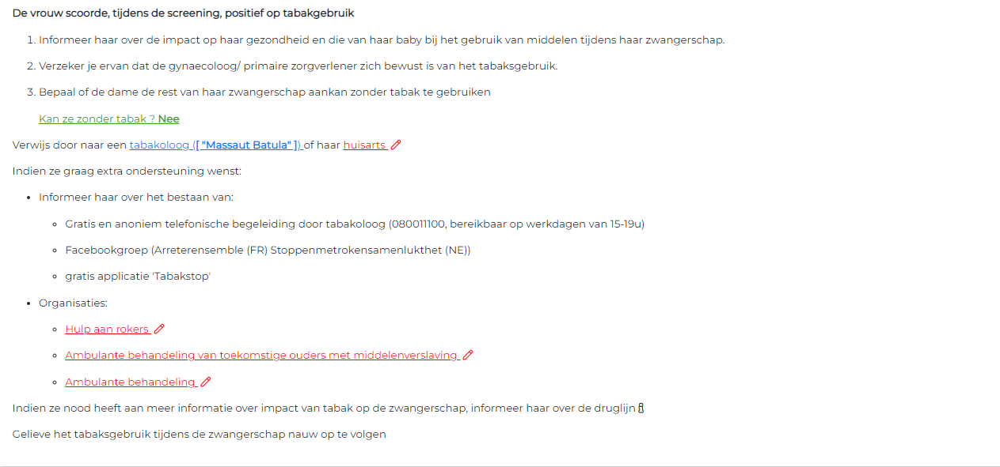 De vrouw scoorde, tijdens de screening, positief op tabakgebruik
1. Informeer haar over de impact op haar gezondheid en die van haar baby bij het gebruik van middelen tijdens haar zwangerschap.
2. Verzeker je ervan dat de gynaecoloog/ primaire zorgverlener zich bewust is van het tabaksgebruik.
3. Bepaal of de dame de rest van haar zwangerschap aankan zonder tabak te gebruiken
Kan ze zonder tabak ? Nee
Verwijs door naar een tabakoloog ([ "Massaut Batula" ]) of haar huisarts
Indien ze graag extra ondersteuning wenst:
• Informeer haar over het bestaan van:
◦ Gratis en anoniem telefonische begeleiding door tabakoloog (080011100, bereikbaar op werkdagen van 15-19u)
◦ Facebookgroep (Arreterensemble (FR) Stoppenmetrokensamenlukthet (NE))
◦ gratis applicatie 'Tabakstop'
• Organisaties:
◦ Hulp aan rokers
◦ Ambulante behandeling van toekomstige ouders met middelenverslaving
◦ Ambulante behandeling
Indien ze nood heeft aan meer informatie over impact van tabak op de zwangerschap, informeer haar over de druglijn
Gelieve het tabaksgebruik tijdens de zwangerschap nauw op te volgen